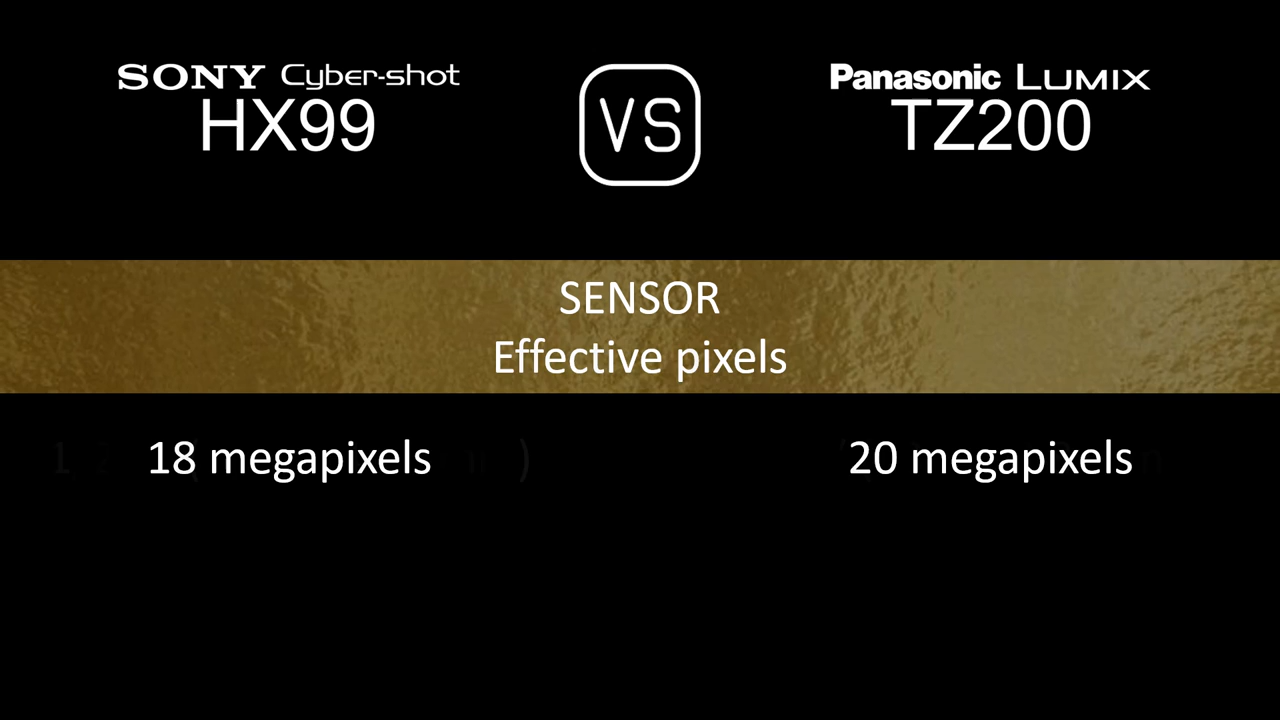 SONY Cyber-shot
HX99
VS
Panasonic LUMIX
TZ200
SENSOR
Effective pixels
18 megapixels
20 megapixels